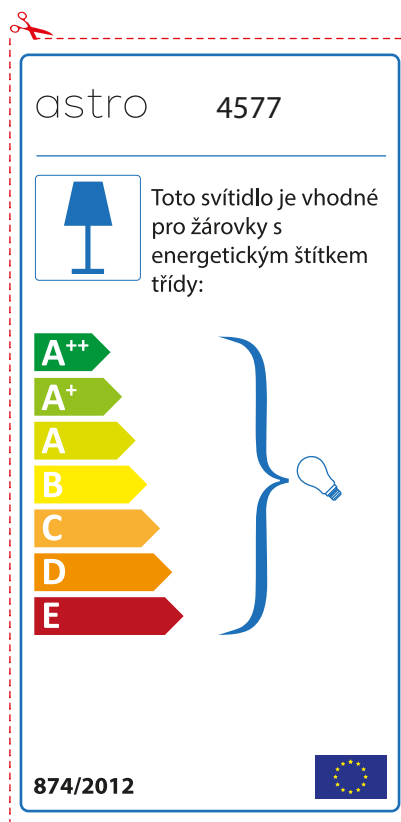 astro 4577
Toto svítidlo je vhodné
pro žárovky s
energetickým štítkem
třídy:
A++
A+
A
B
C
D
E
874/2012